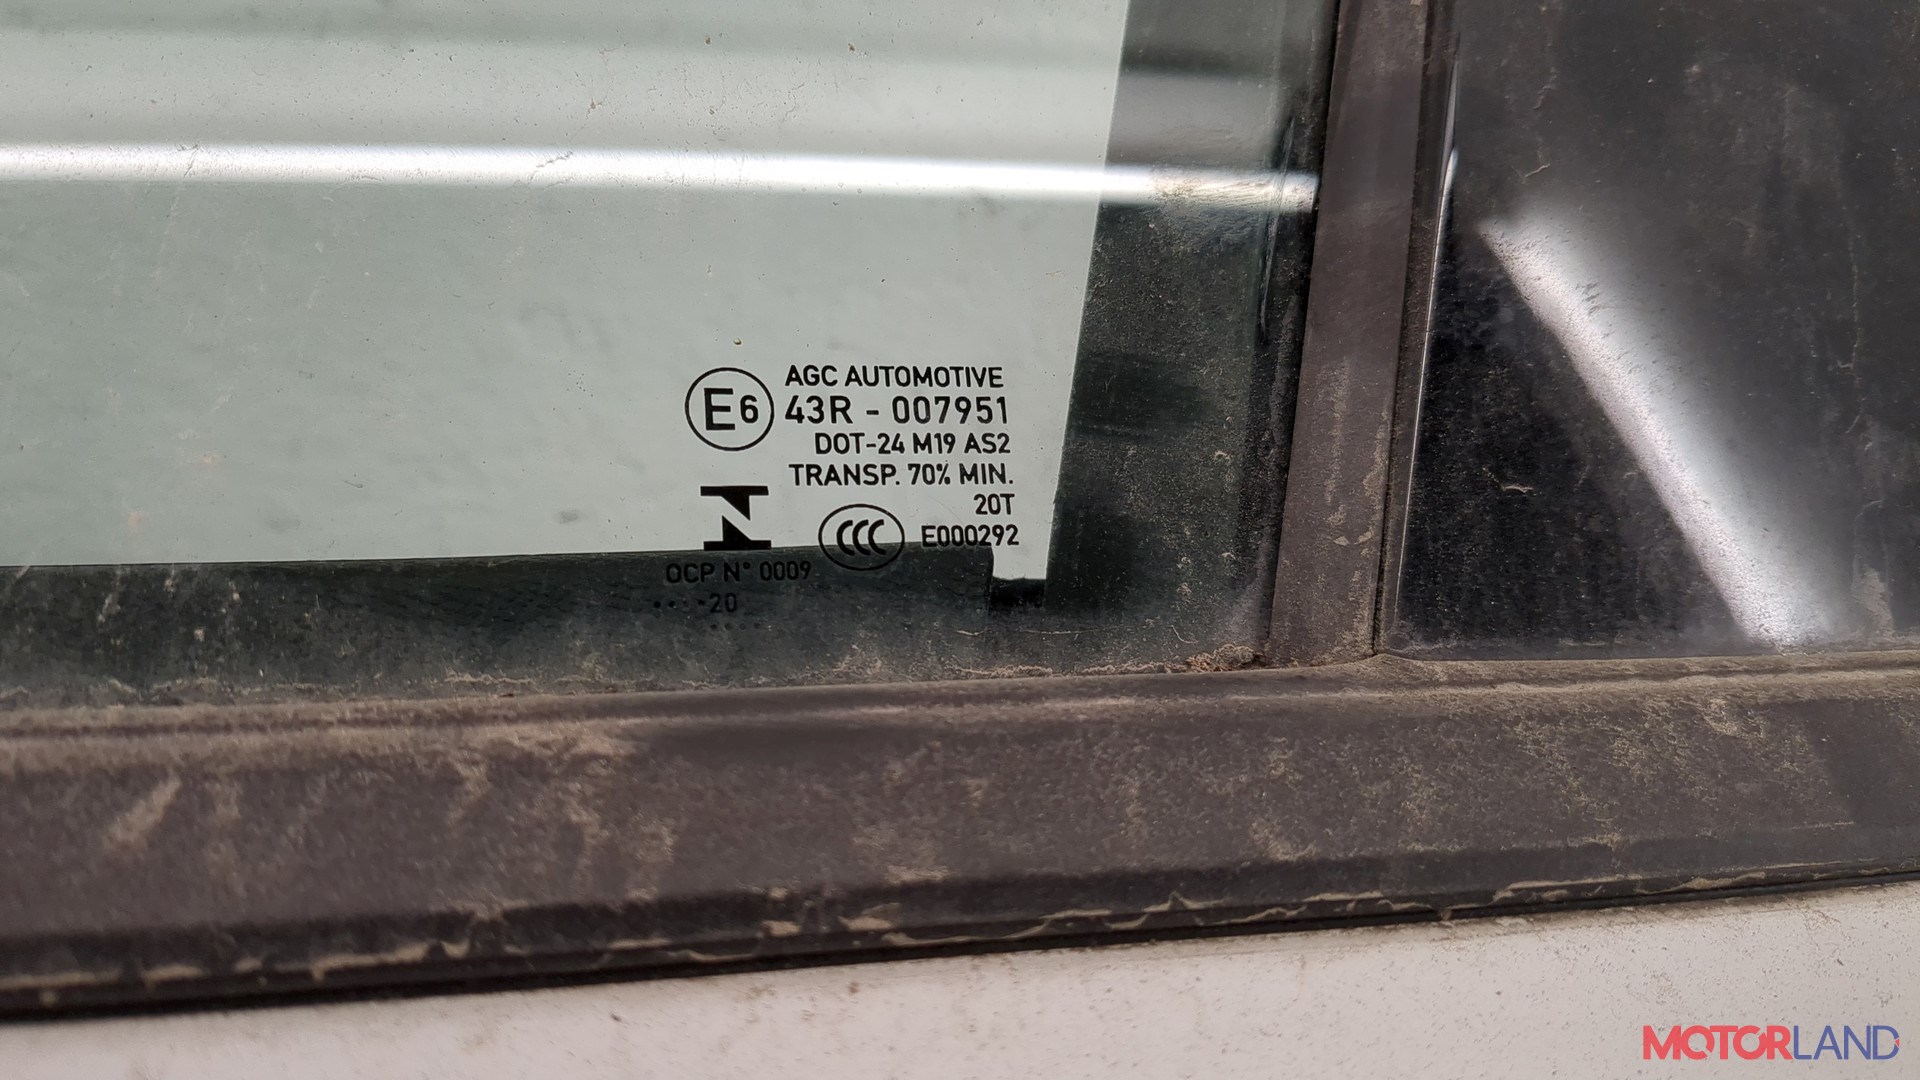 AGC AUTOMOTIVE
E6 43R - 007951
DOT-24 M19 AS2
TRANSP. 70% MIN.
20T
CCC E000292
OCP N° 0009
••••20
•••••
MOTORLAND